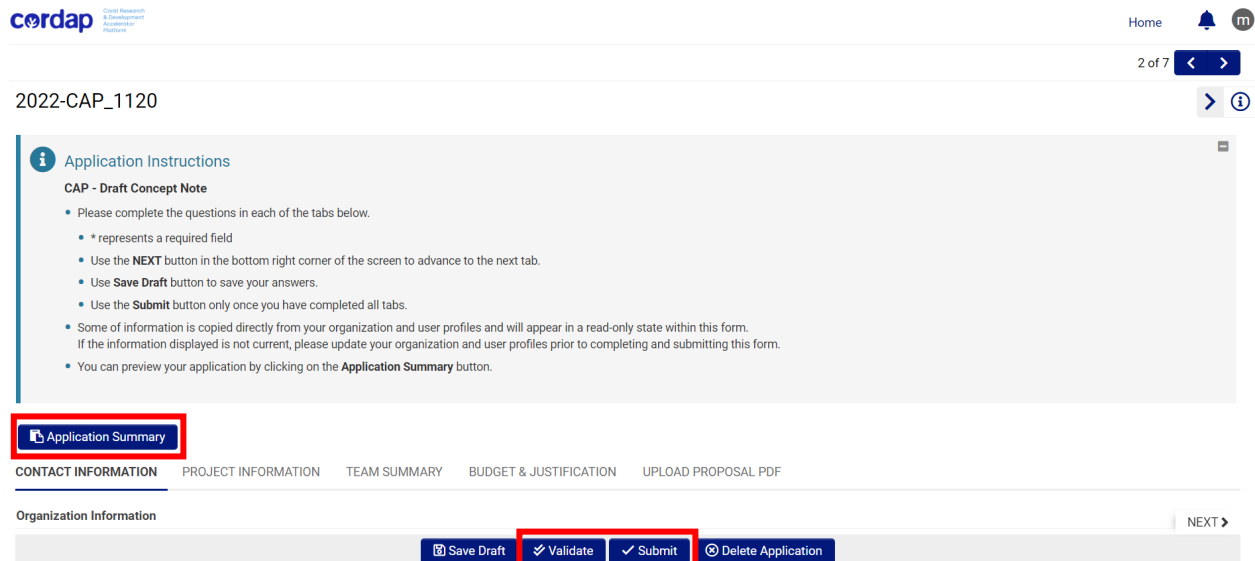 cordap
Coral Research
& Development
Accelerator
Platform
Home
m
2 of 7
2022-CAP_1120
Application Instructions
CAP - Draft Concept Note
Please complete the questions in each of the tabs below.
* represents a required field
Use the NEXT button in the bottom right corner of the screen to advance to the next tab.
Use Save Draft button to save your answers.
Use the Submit button only once you have completed all tabs.
Some of information is copied directly from your organization and user profiles and will appear in a read-only state within this form.
If the information displayed is not current, please update your organization and user profiles prior to completing and submitting this form.
You can preview your application by clicking on the Application Summary button.
Application Summary
CONTACT INFORMATION PROJECT INFORMATION TEAM SUMMARY BUDGET & JUSTIFICATION UPLOAD PROPOSAL PDF
Organization Information
NEXT
Save Draft Validate Submit Delete Application